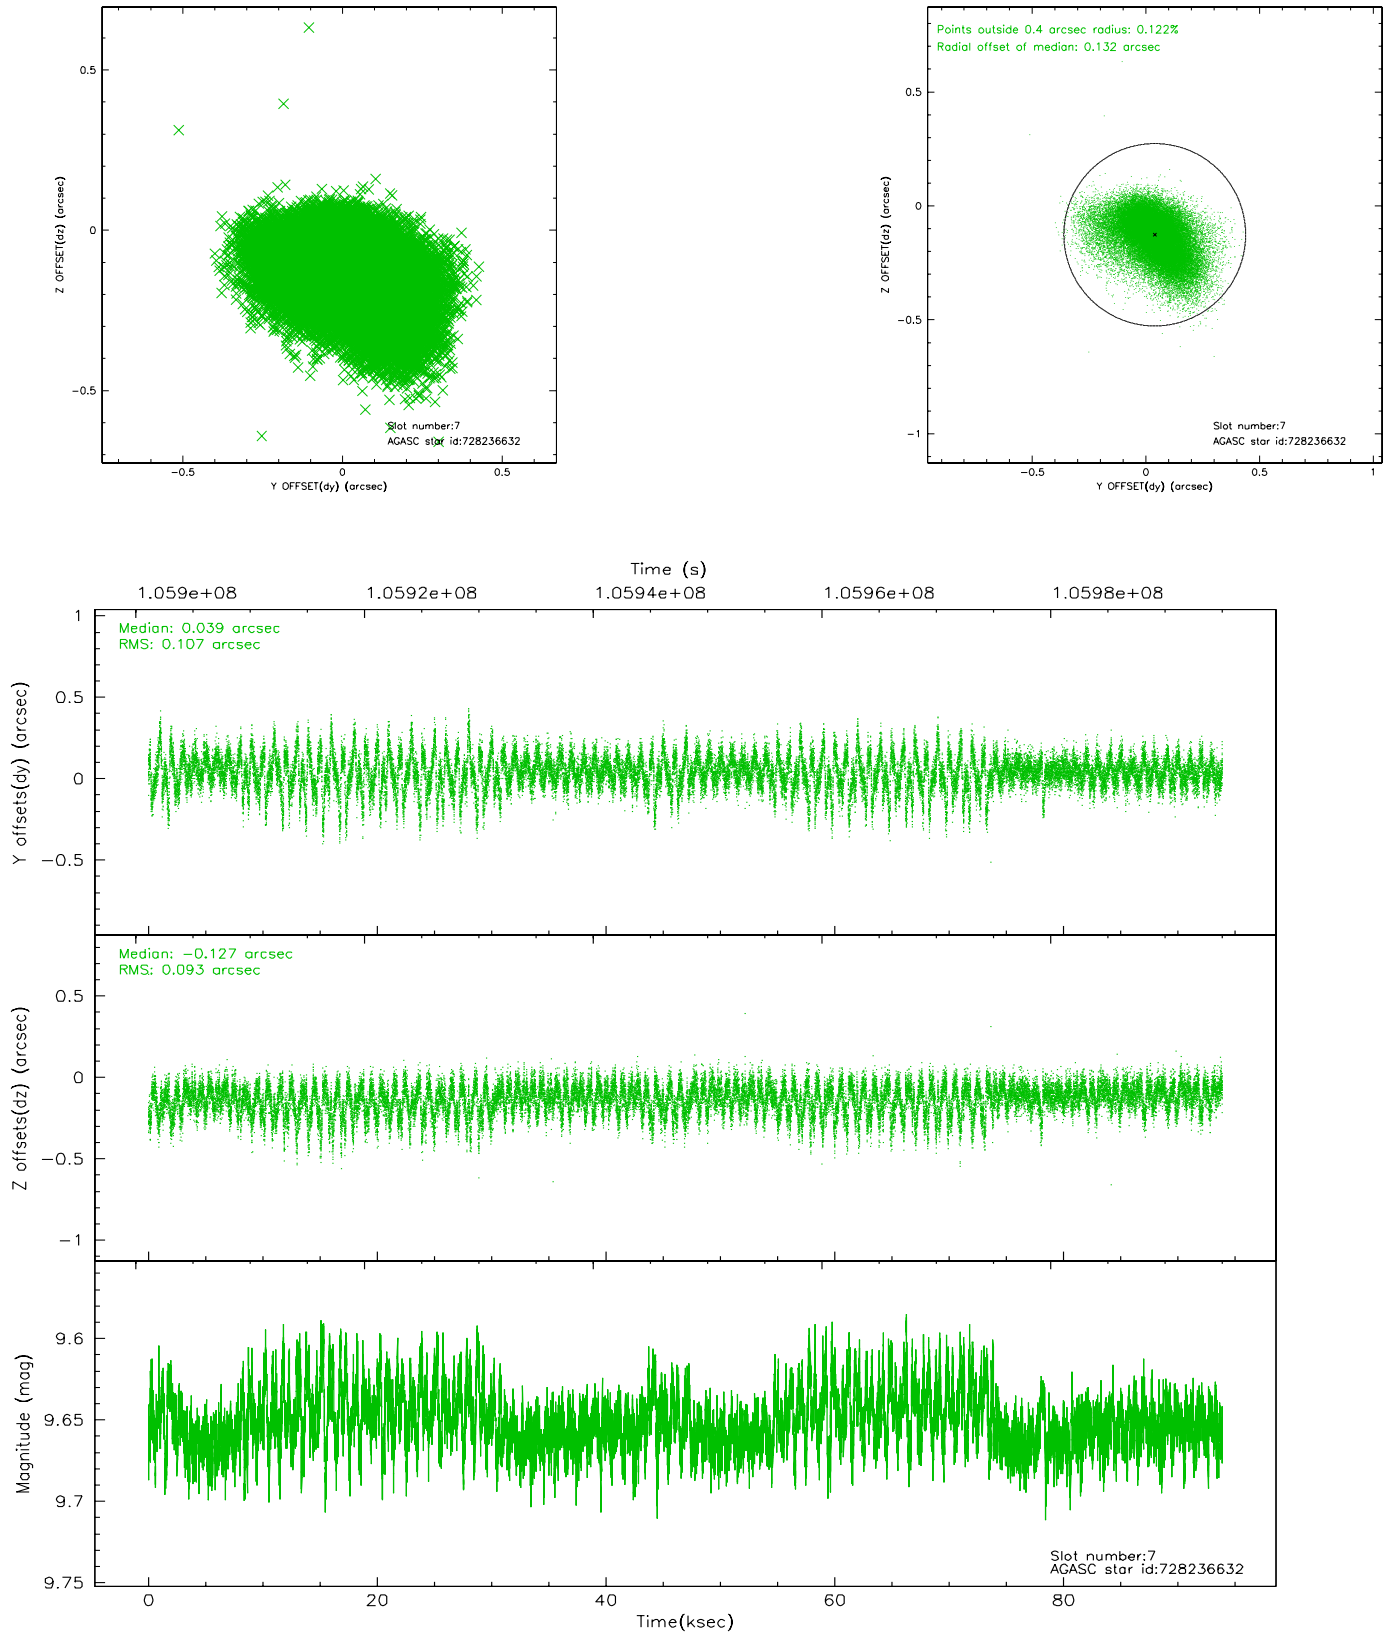 0.5
0
−0.5
Z OFFSET(dz) (arcsec)
Slot number:7
AGASC star id:728236632
−0.5
0
0.5
Y OFFSET(dy) (arcsec)
Points outside 0.4 arcsec radius: 0.122%
Radial offset of median: 0.132 arcsec
0.5
0
−0.5
−1
Z OFFSET(dz) (arcsec)
Slot number:7
AGASC star id:728236632
−0.5
0
0.5
1
Y OFFSET(dy) (arcsec)
Time (s)
1.059e+08
1.0592e+08
1.0594e+08
1.0596e+08
1.0598e+08
Median: 0.039 arcsec
RMS: 0.107 arcsec
1
0.5
0
−0.5
Y offsets(dy) (arcsec)
Median: −0.127 arcsec
RMS: 0.093 arcsec
0.5
0
−0.5
−1
Z offsets(dz) (arcsec)
9.6
9.65
9.7
9.75
Magnitude (mag)
Slot number:7
AGASC star id:728236632
0
20
40
60
80
Time(ksec)